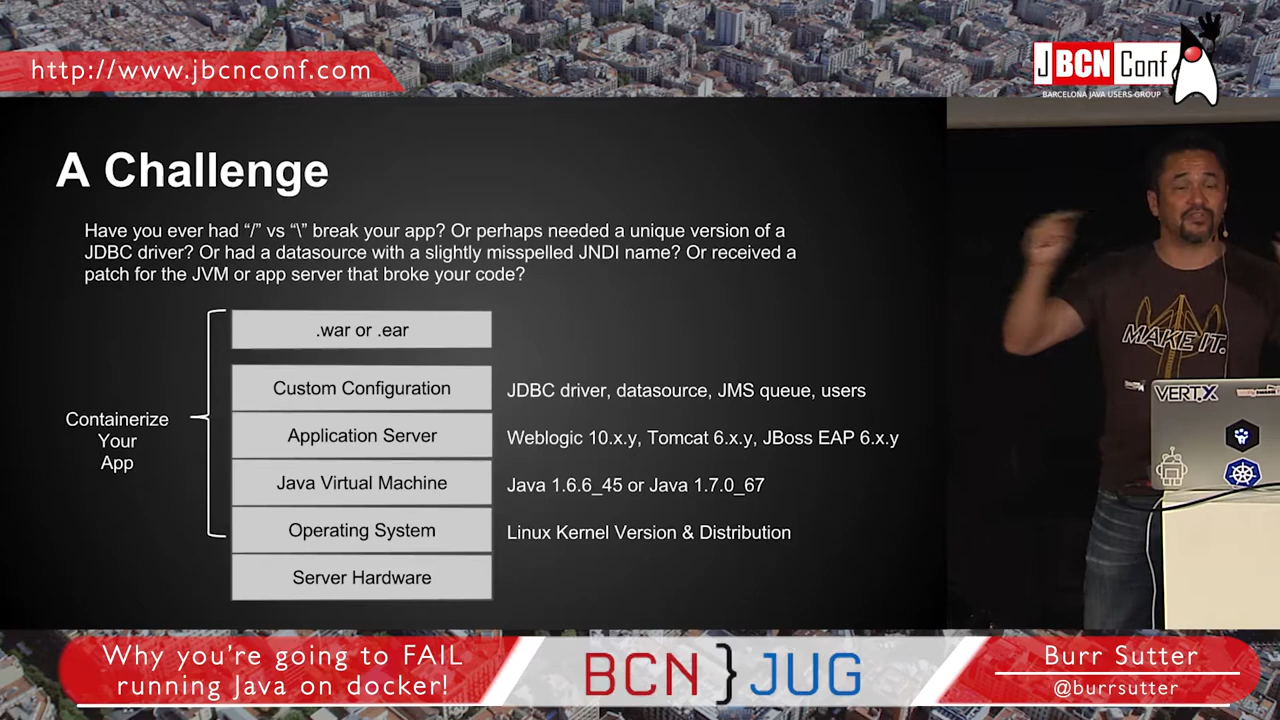 http://www.jbcnconf.com
JBCNConf
BARCELONA JAVA USERS GROUP
A Challenge
Have you ever had “/” vs “\” break your app? Or perhaps needed a unique version of a
JDBC driver? Or had a datasource with a slightly misspelled JNDI name? Or received a
patch for the JVM or app server that broke your code?
.war or .ear
Custom Configuration
JDBC driver, datasource, JMS queue, users
Containerize
Your
App
Application Server
Weblogic 10.x.y, Tomcat 6.x.y, JBoss EAP 6.x.y
Java Virtual Machine
Java 1.6.6_45 or Java 1.7.0_67
Operating System
Linux Kernel Version & Distribution
Server Hardware
MAKE IT.
VERT.X
Why you’re going to FAIL
running Java on docker!
BCN}JUG
Burr Sutter
@burrsutter